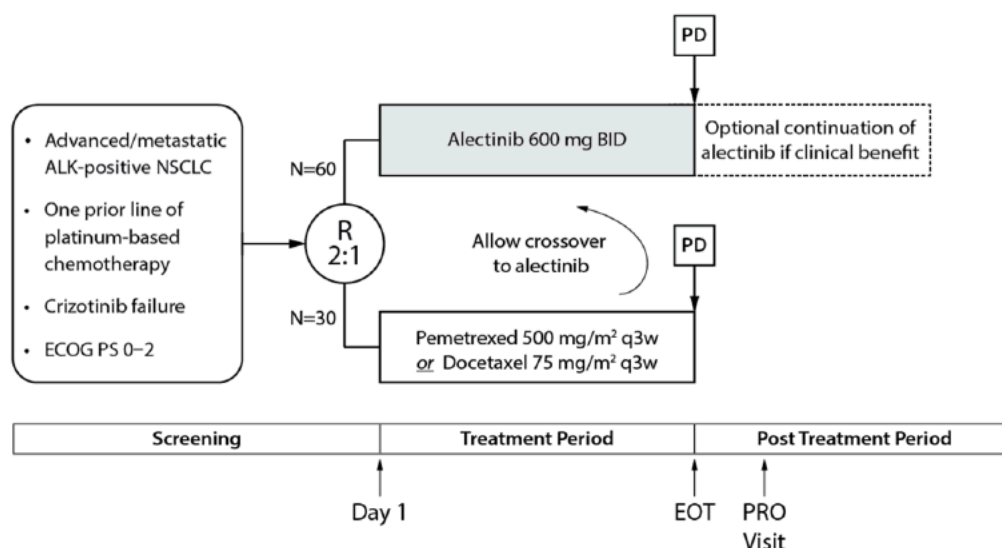 PD
• Advanced/metastatic
ALK-positive NSCLC
• One prior line of
platinum-based
chemotherapy
• Crizotinib failure
• ECOG PS 0–2
N=60
R
2:1
N=30
Alectinib 600 mg BID
Optional continuation of
alectinib if clinical benefit
Allow crossover
to alectinib
PD
Pemetrexed 500 mg/m² q3w
or Docetaxel 75 mg/m² q3w
Screening
Treatment Period
Post Treatment Period
Day 1
EOT
PRO
Visit